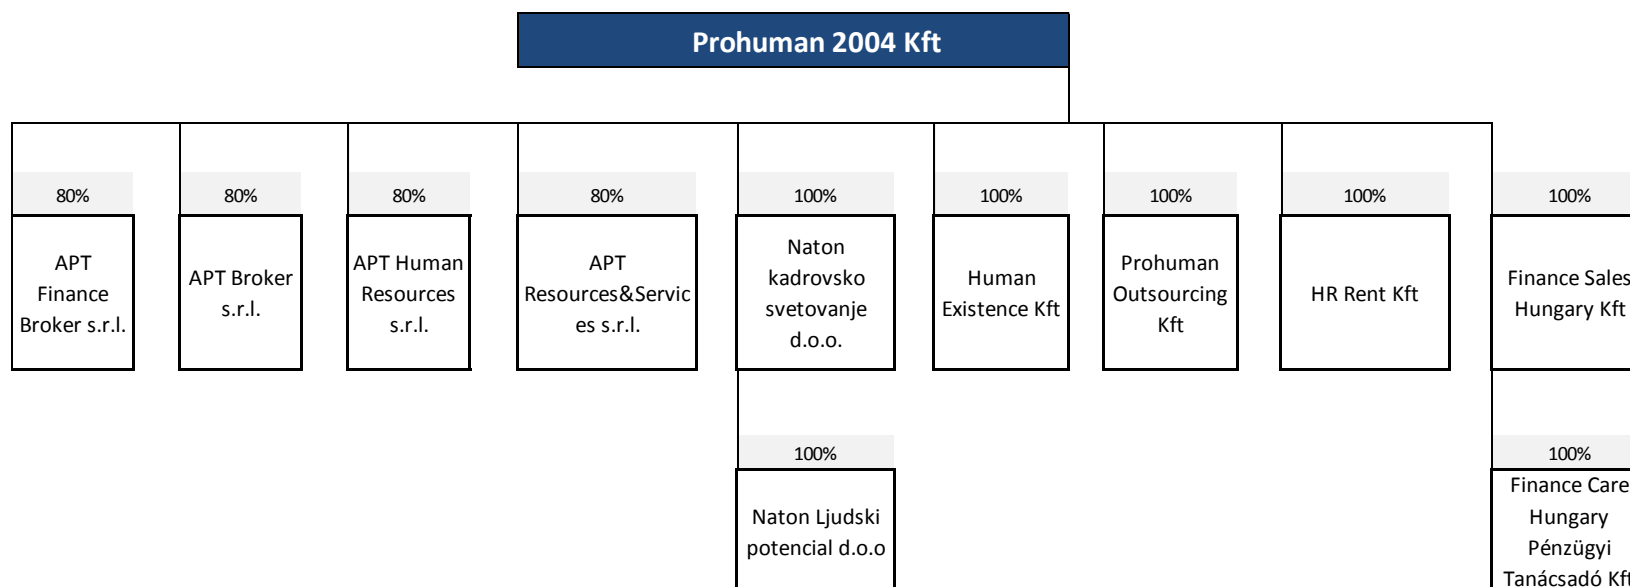 Prohuman 2004 Kft
80%
80%
80%
80%
100%
100%
100%
100%
100%
APT
Finance
Broker s.r.l.
APT Broker
s.r.l.
APT Human
Resources
s.r.l.
APT
Resources&Servic
es s.r.l.
Naton
kadrovsko
svetovanje
d.o.o.
Human
Existence Kft
Prohuman
Outsourcing
Kft
HR Rent Kft
Finance Sales
Hungary Kft
100%
100%
Naton Ljudski
potencial d.o.o
Finance Care
Hungary
Pénzügyi
Tanácsadó Kft